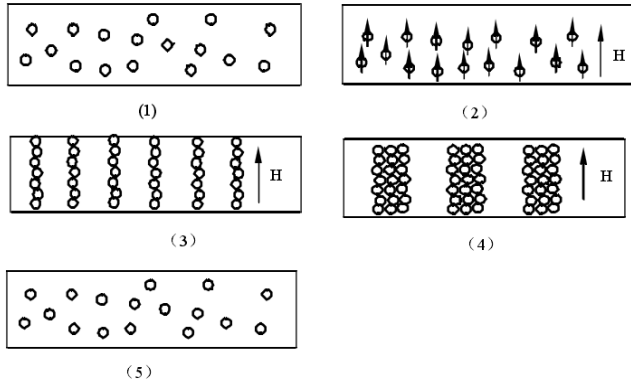 (1)
H
（2）
H
（3）
H
（4）
（5）